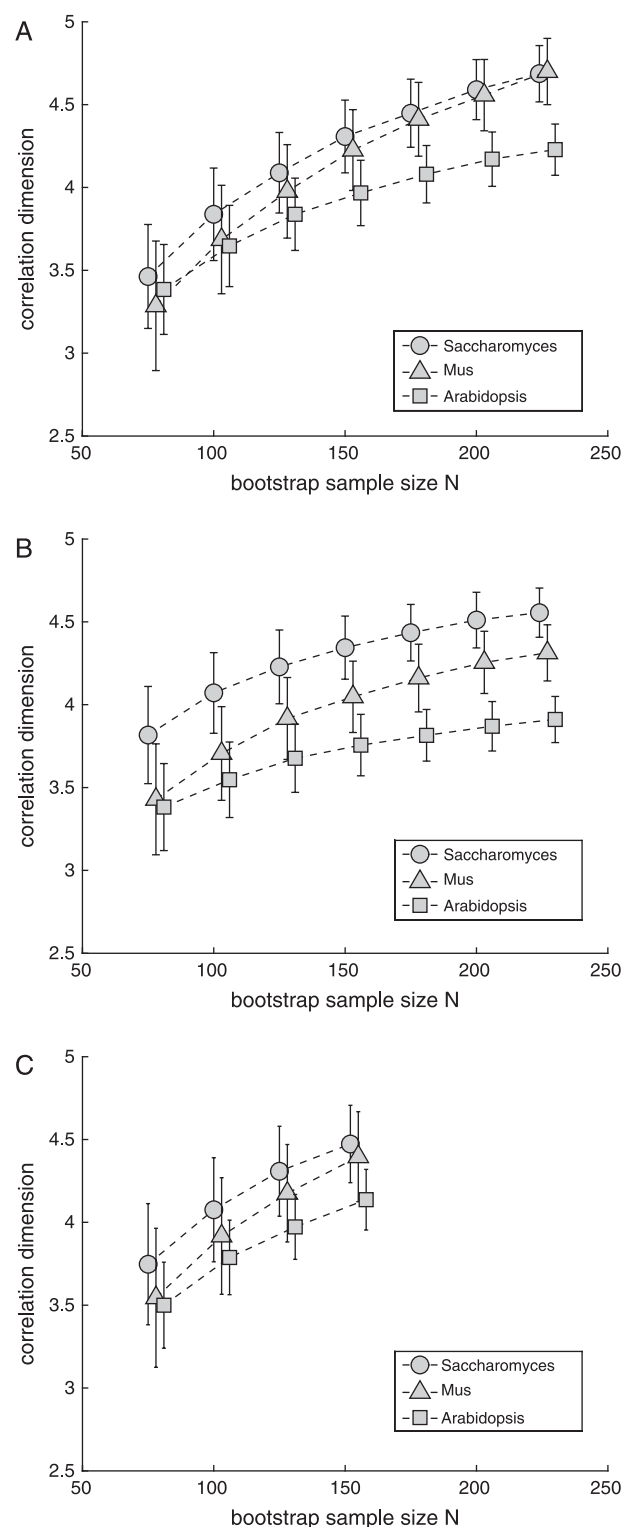 A
5
4.5
4
3.5
3
2.5
correlation dimension
Saccharomyces
Mus
Arabidopsis
50
100
150
200
250
bootstrap sample size N
B
5
4.5
4
3.5
3
2.5
correlation dimension
Saccharomyces
Mus
Arabidopsis
50
100
150
200
250
bootstrap sample size N
C
5
4.5
4
3.5
3
2.5
correlation dimension
Saccharomyces
Mus
Arabidopsis
50
100
150
200
250
bootstrap sample size N